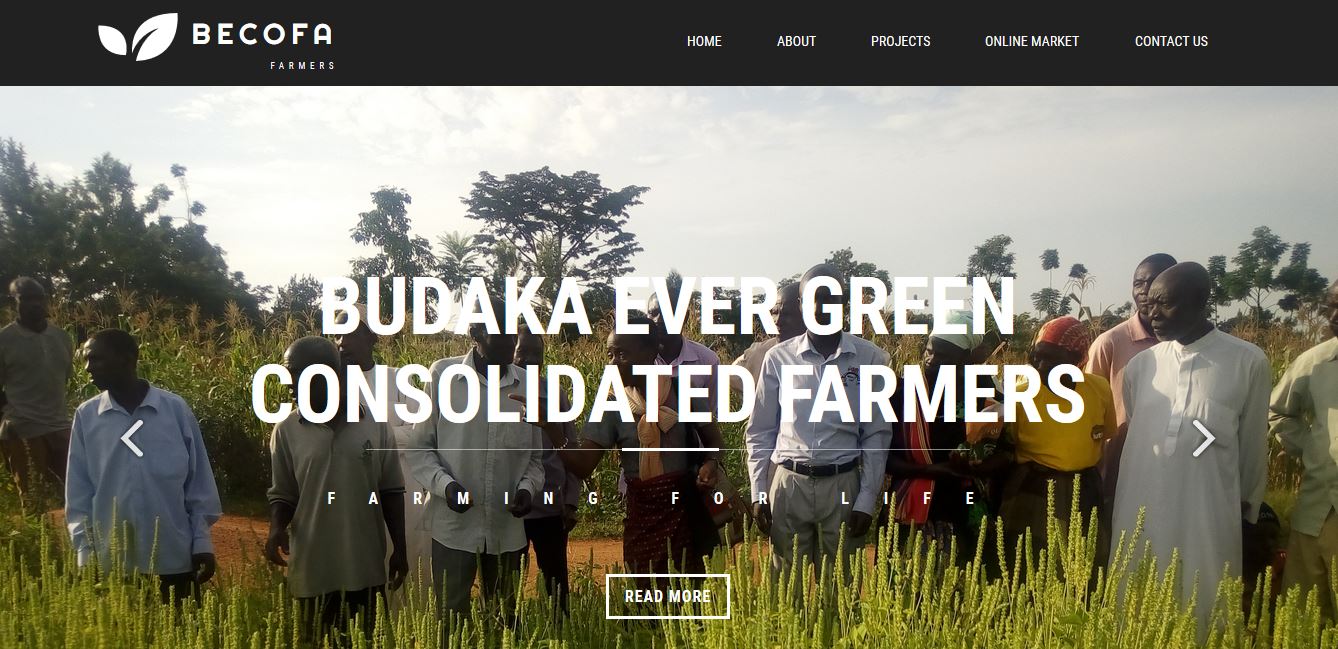 BECOFA
FARMERS
HOME ABOUT PROJECTS ONLINE MARKET CONTACT US
BUDAKA EVER GREEN
CONSOLIDATED FARMERS
FARMING FOR LIFE
READ MORE